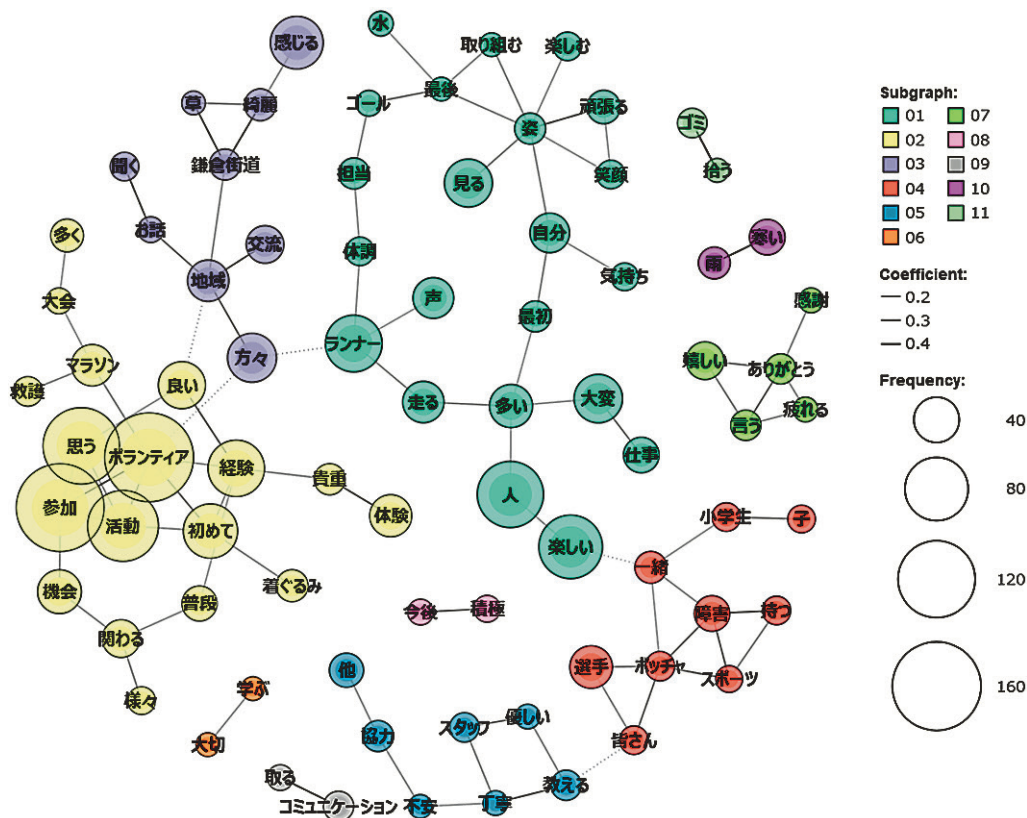 感じる
水
取り組む
楽しむ
草
綺麗
ゴール
最後
頑張る
姿
ゴミ
聞く
鎌倉街道
担当
見る
笑顔
拾う
多く
お話
交流
体調
自分
雨
寒い
大会
地域
声
最初
気持ち
感謝
マラソン
方々
ランナー
嬉しい
ありがとう
救護
良い
走る
多い
大変
言う
疲れる
思う
ボランティア
経験
貴重
仕事
参加
活動
初めて
体験
人
楽しい
小学生
子
機会
普段
着ぐるみ
一緒
今後
積極
障害
持つ
関わる
選手
ボッチャ
スポーツ
様々
学ぶ
他
大切
協力
スタッフ
優しい
皆さん
取る
コミュニケーション
不安
丁寧
教える
Subgraph:
01
07
02
08
03
09
04
10
05
11
06
Coefficient:
0.2
0.3
0.4
Frequency:
40
80
120
160